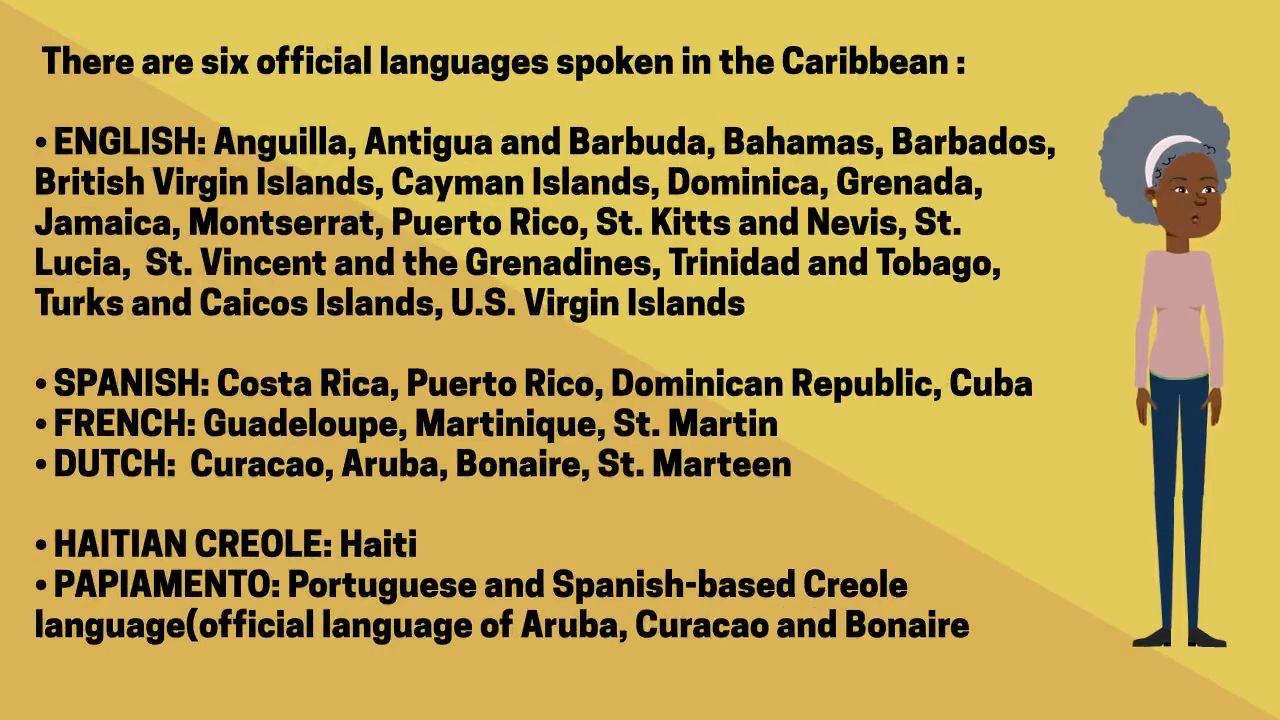 There are six official languages spoken in the Caribbean :
• ENGLISH: Anguilla, Antigua and Barbuda, Bahamas, Barbados,
British Virgin Islands, Cayman Islands, Dominica, Grenada,
Jamaica, Montserrat, Puerto Rico, St. Kitts and Nevis, St.
Lucia,  St. Vincent and the Grenadines, Trinidad and Tobago,
Turks and Caicos Islands, U.S. Virgin Islands
• SPANISH: Costa Rica, Puerto Rico, Dominican Republic, Cuba
• FRENCH: Guadeloupe, Martinique, St. Martin
• DUTCH:  Curacao, Aruba, Bonaire, St. Marteen
• HAITIAN CREOLE: Haiti
• PAPIAMENTO: Portuguese and Spanish-based Creole
language(official language of Aruba, Curacao and Bonaire